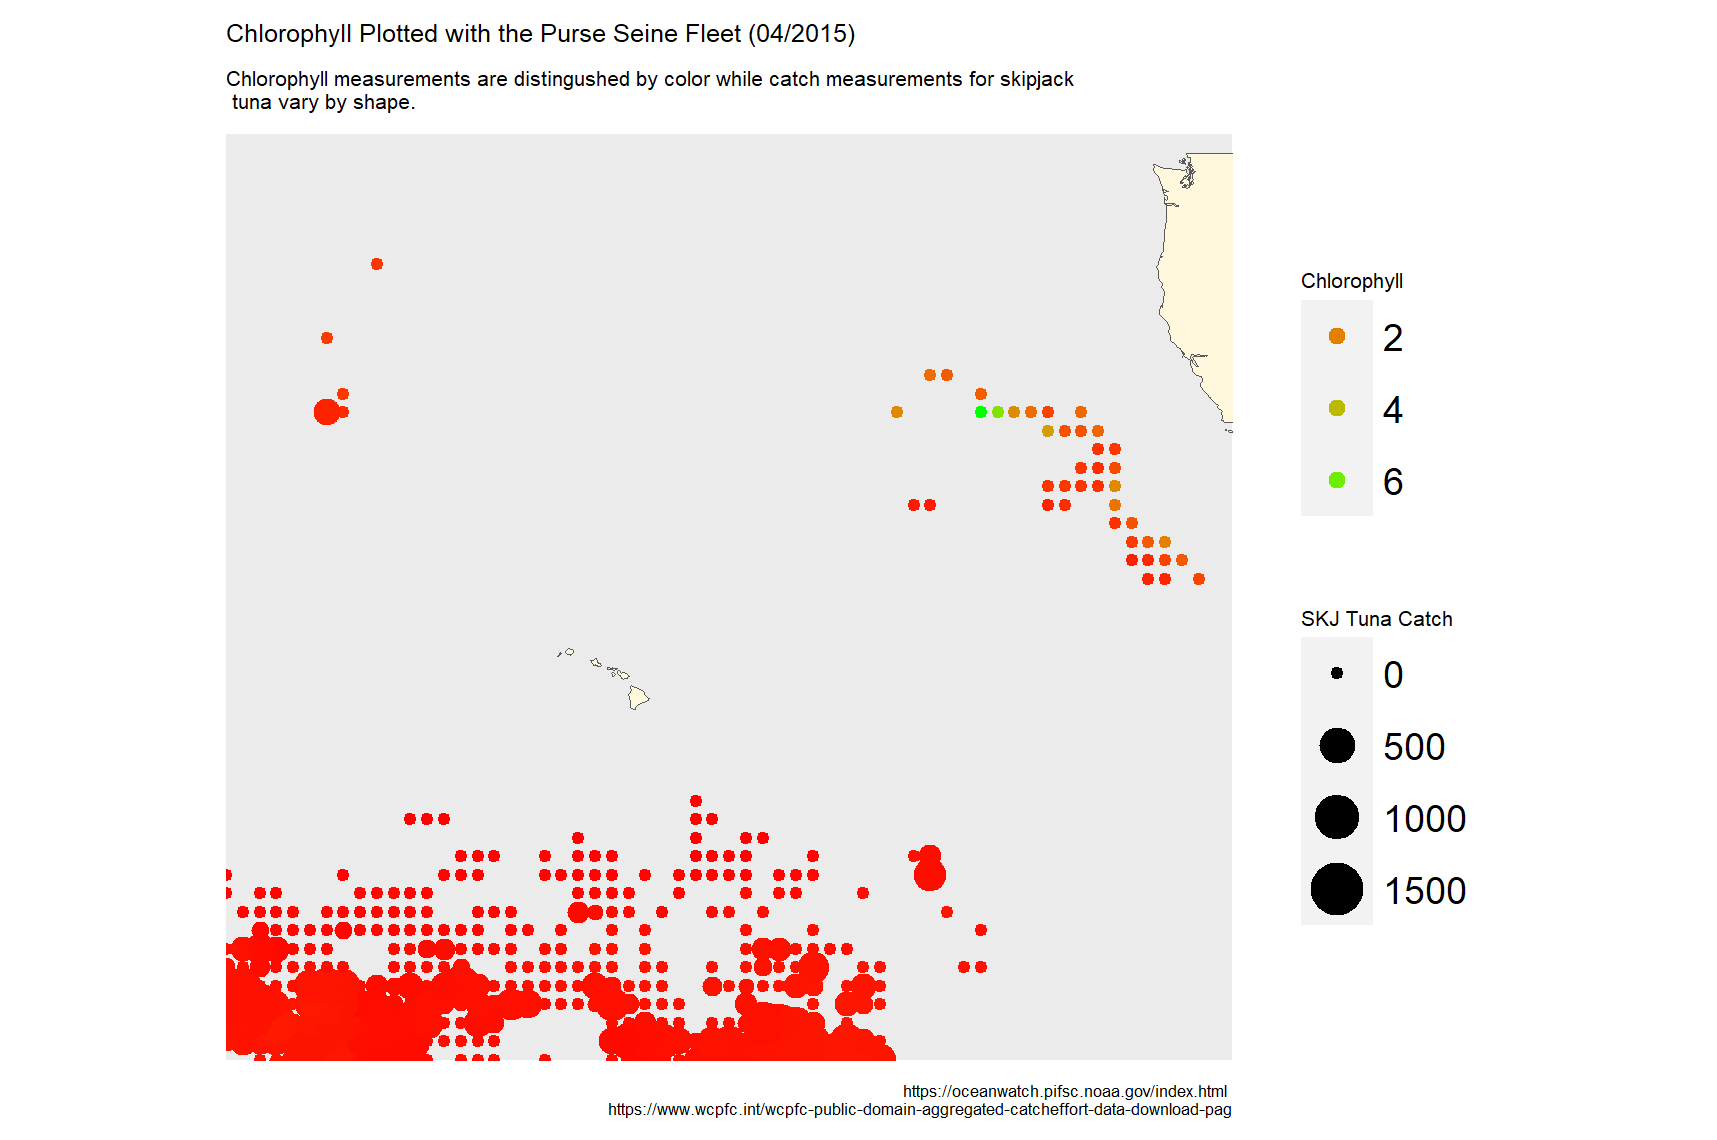 Chlorophyll Plotted with the Purse Seine Fleet (04/2015)
Chlorophyll measurements are distingushed by color while catch measurements for skipjack
tuna vary by shape.
Chlorophyll
2
4
6
SKJ Tuna Catch
0
500
1000
1500
https://oceanwatch.pifsc.noaa.gov/index.html
https://www.wcpfc.int/wcpfc-public-domain-aggregated-catcheffort-data-download-pag